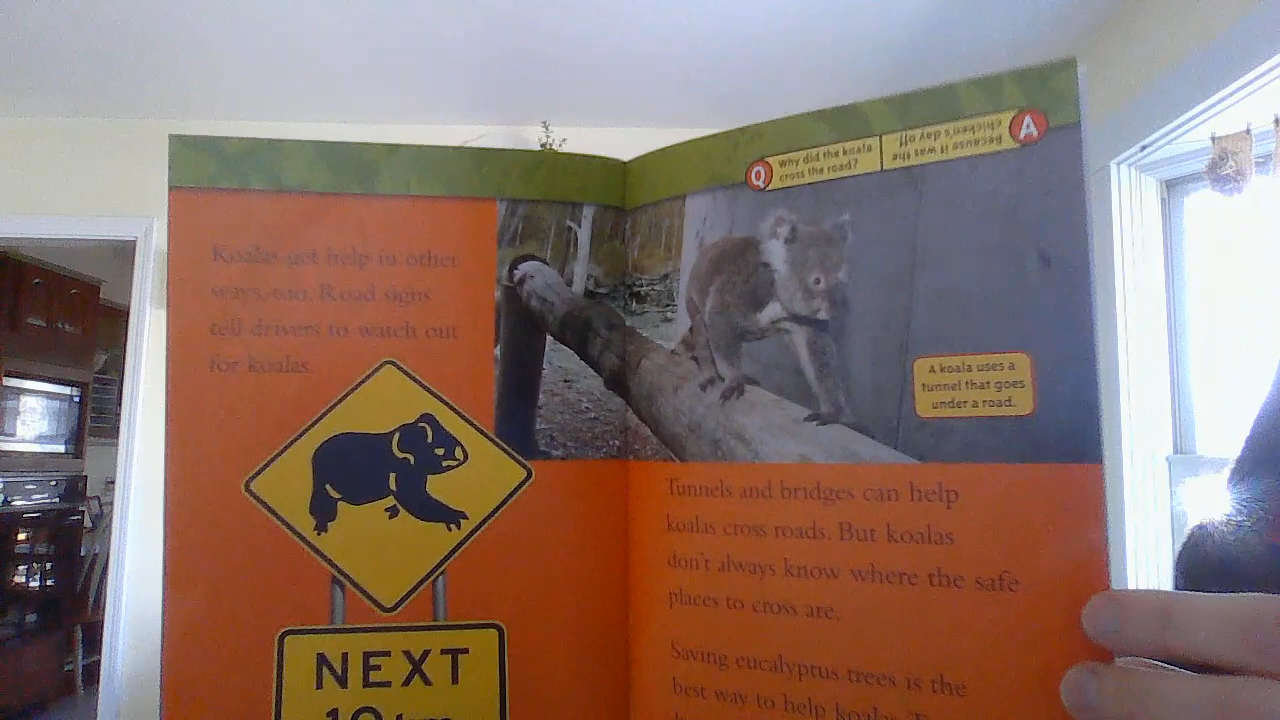 Koalas get help in other
ways, too. Road signs
tell drivers to watch out
for koalas.
NEXT
10 km
Q
Why did the koala
cross the road?
Because it was the
chicken's day off.
A
A koala uses a
tunnel that goes
under a road.
Tunnels and bridges can help
koalas cross roads. But koalas
don't always know where the safe
places to cross are.
Saving eucalyptus trees is the
best way to help koalas.